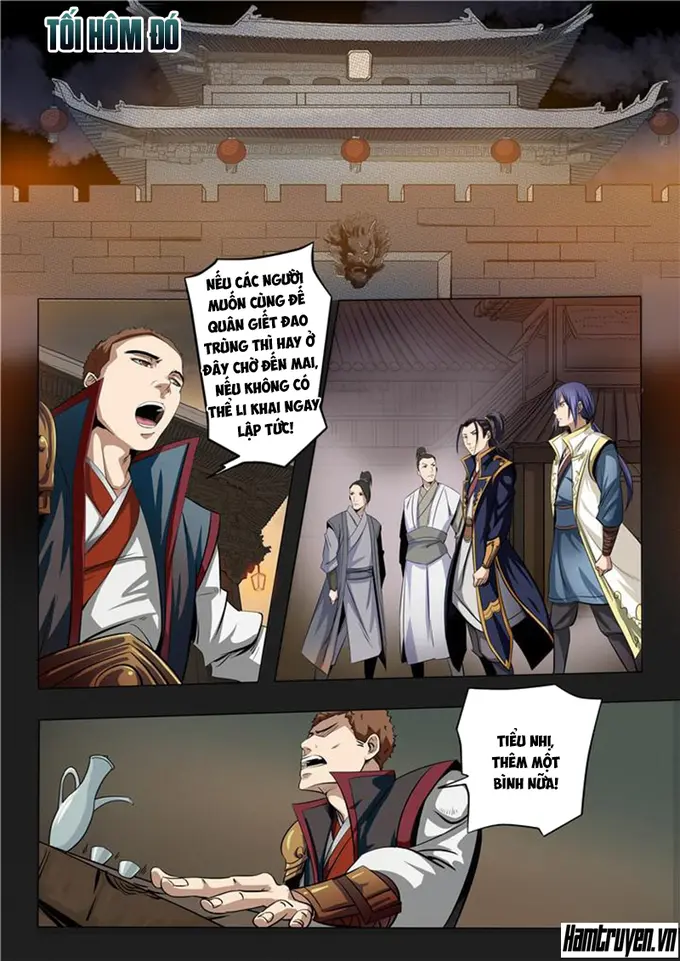 TỐI HÔM ĐÓ
NẾU CÁC NGƯỜI
MUỐN CÙNG ĐẾ
QUÂN GIẾT ĐAO
TRÙNG THÌ HAY Ở
ĐÂY CHỜ ĐẾN MAI,
NẾU KHÔNG CÓ
THỂ LI KHAI NGAY
LẬP TỨC!
TIỂU NHỊ,
THÊM MỘT
BÌNH NỮA!
Hamtruyen.vn